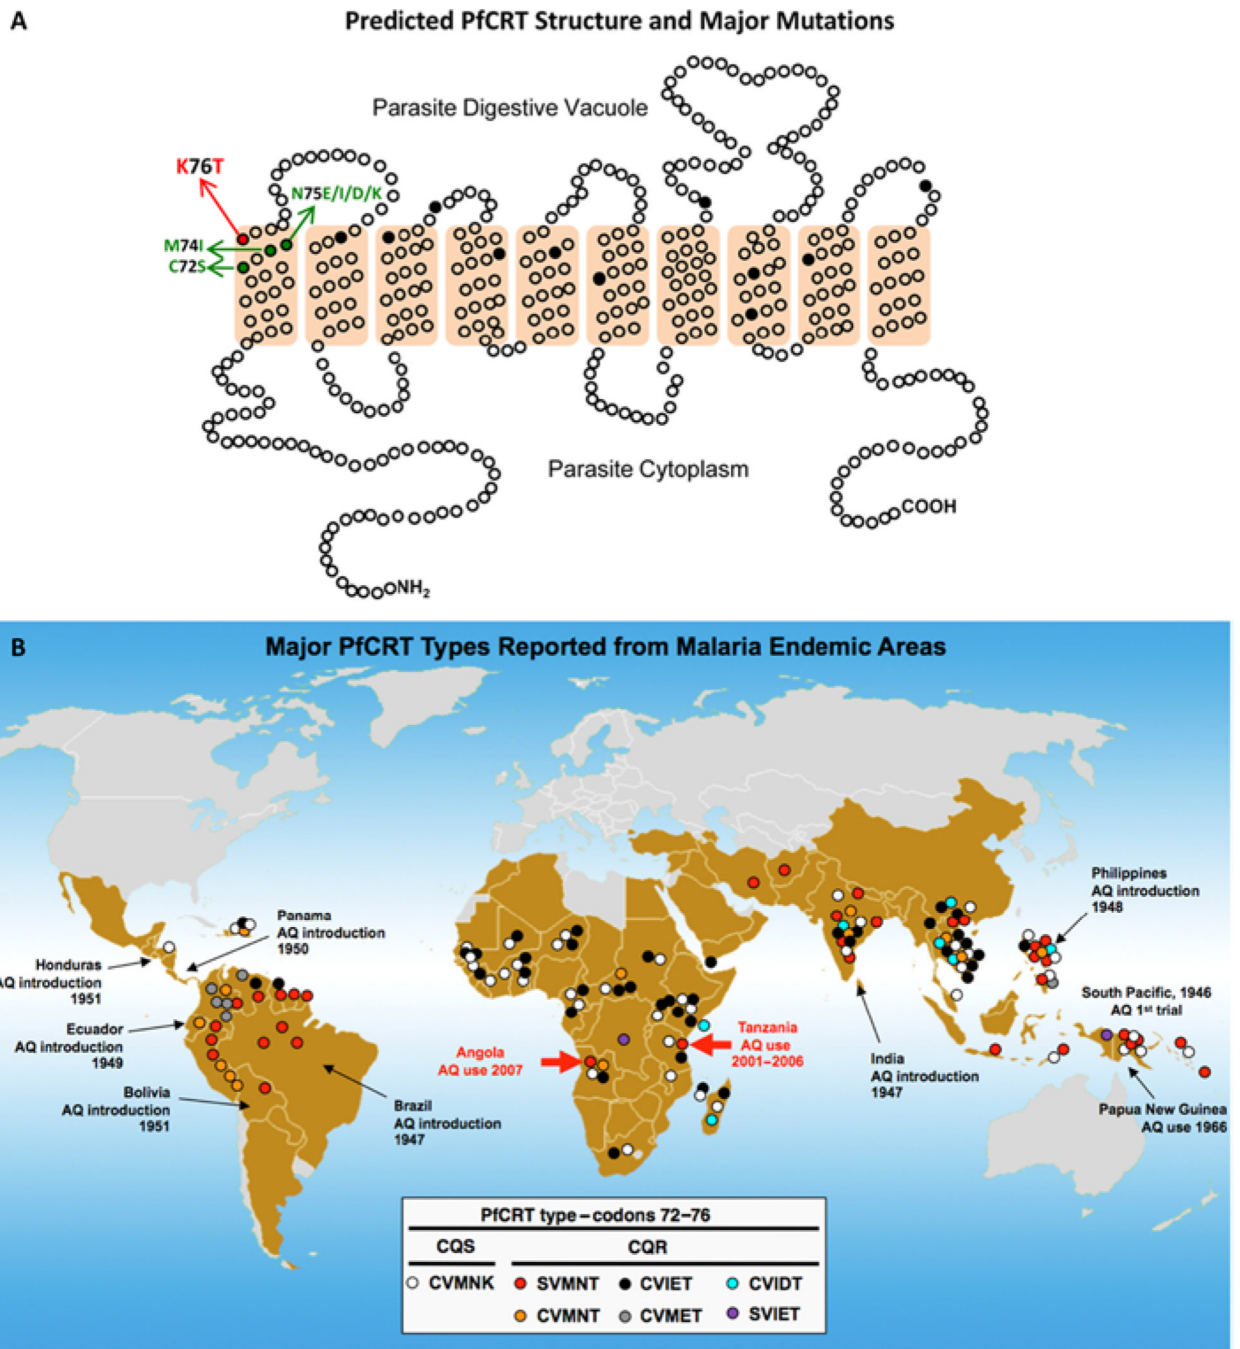 A
Predicted PfCRT Structure and Major Mutations
Parasite Digestive Vacuole
K76T
N75E/I/D/K
M74I
C72S
Parasite Cytoplasm
COOH
NH2
B
Major PfCRT Types Reported from Malaria Endemic Areas
Philippines
AQ introduction
1948
Panama
AQ introduction
1950
Honduras
AQ introduction
1951
South Pacific, 1946
AQ 1st trial
Ecuador
AQ introduction
1949
Tanzania
AQ use
2001–2006
Angola
AQ use 2007
India
AQ introduction
1947
Bolivia
AQ introduction
1951
Brazil
AQ introduction
1947
Papua New Guinea
AQ use 1966
PfCRT type–codons 72–76
CQS
CQR
CVMNK
SVMNT
CVIET
CVIDT
CVMNT
CVMET
SVIET